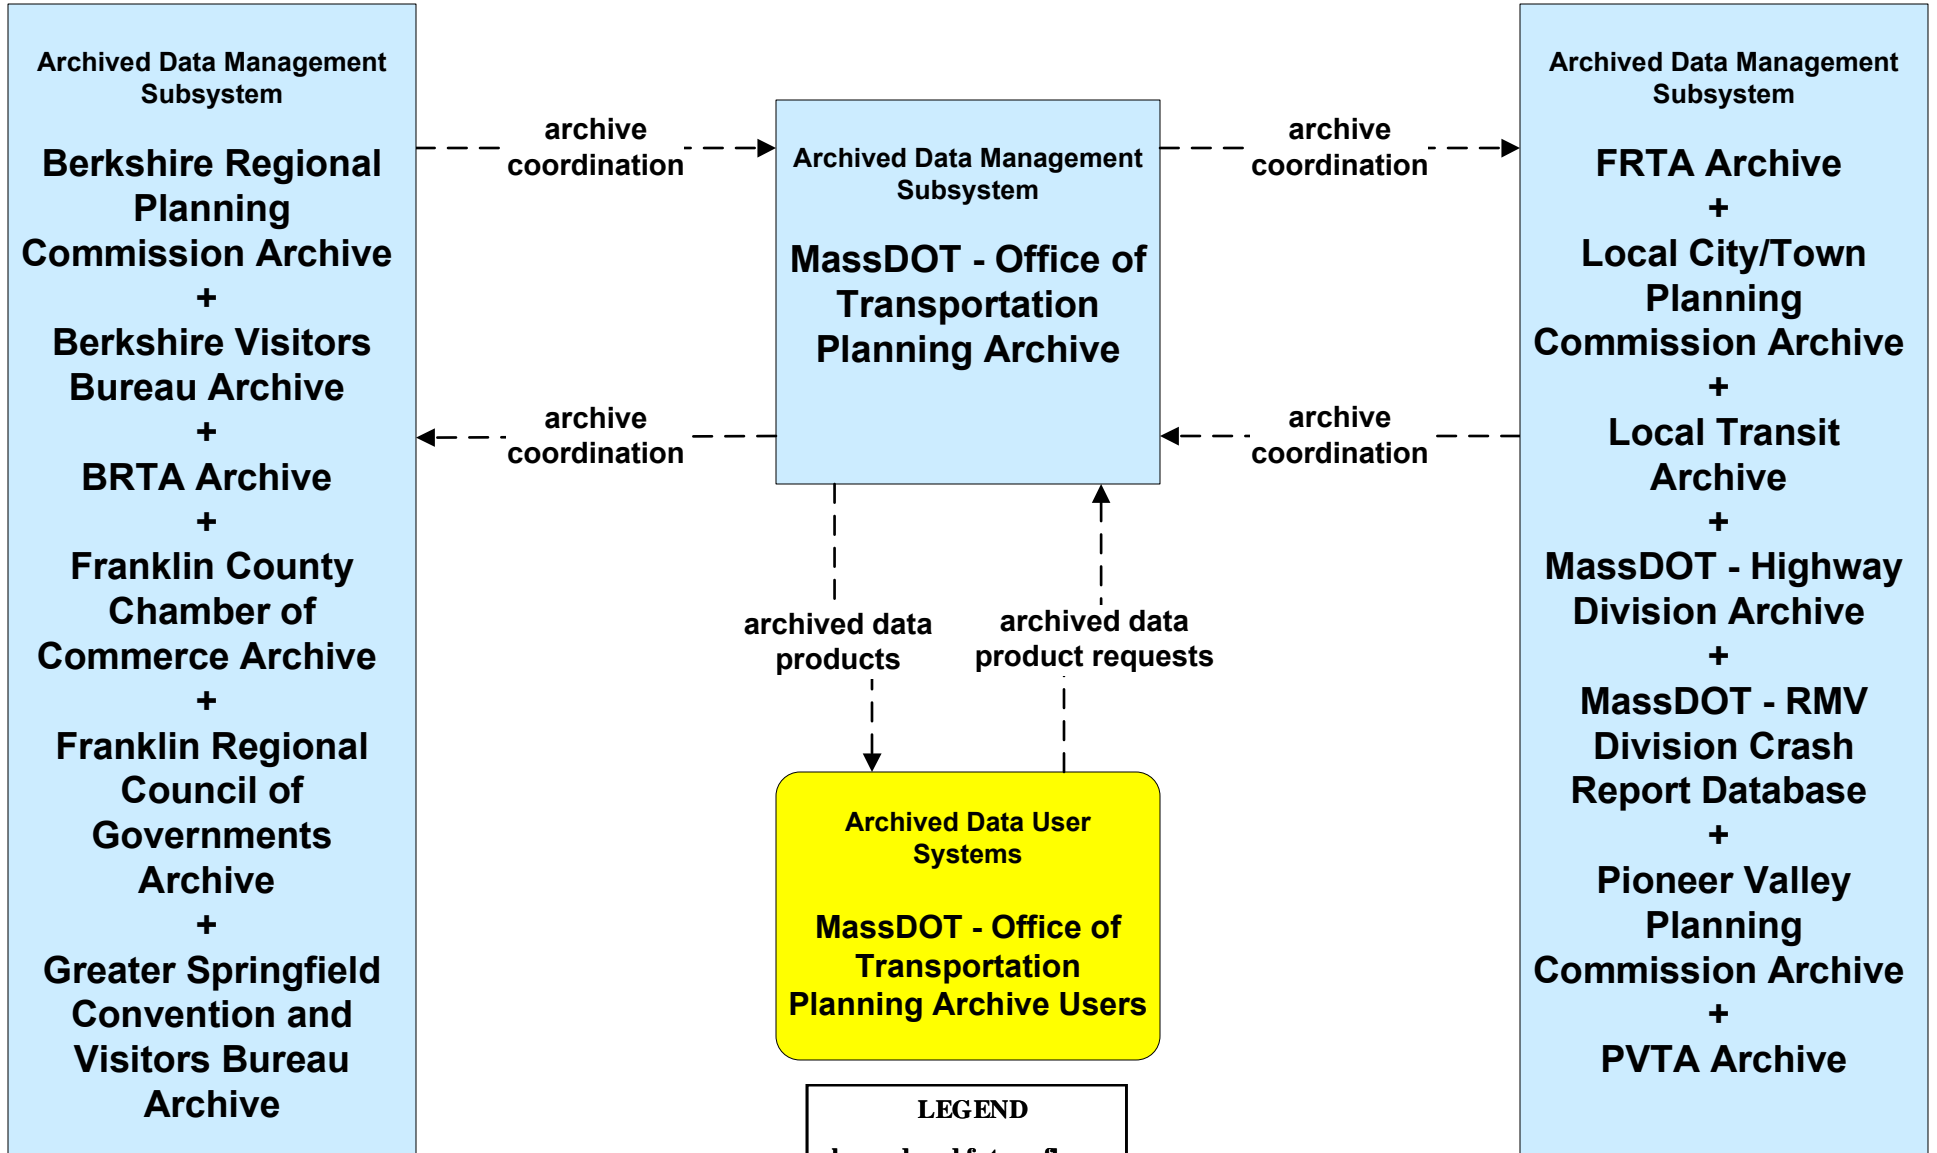 Archived Data Management
Subsystem
Berkshire Regional
Planning
Commission Archive
+
Berkshire Visitors
Bureau Archive
+
BRTA Archive
+
Franklin County
Chamber of
Commerce Archive
+
Franklin Regional
Council of
Governments
Archive
+
Greater Springfield
Convention and
Visitors Bureau
Archive
archive
coordination
archive
coordination
Archived Data Management
Subsystem
MassDOT - Office of
Transportation
Planning Archive
archive
coordination
archive
coordination
archived data
products
archived data
product requests
Archived Data User
Systems
MassDOT - Office of
Transportation
Planning Archive Users
LEGEND
Archived Data Management
Subsystem
FRTA Archive
+
Local City/Town
Planning
Commission Archive
+
Local Transit
Archive
+
MassDOT - Highway
Division Archive
+
MassDOT - RMV
Division Crash
Report Database
+
Pioneer Valley
Planning
Commission Archive
+
PVTA Archive